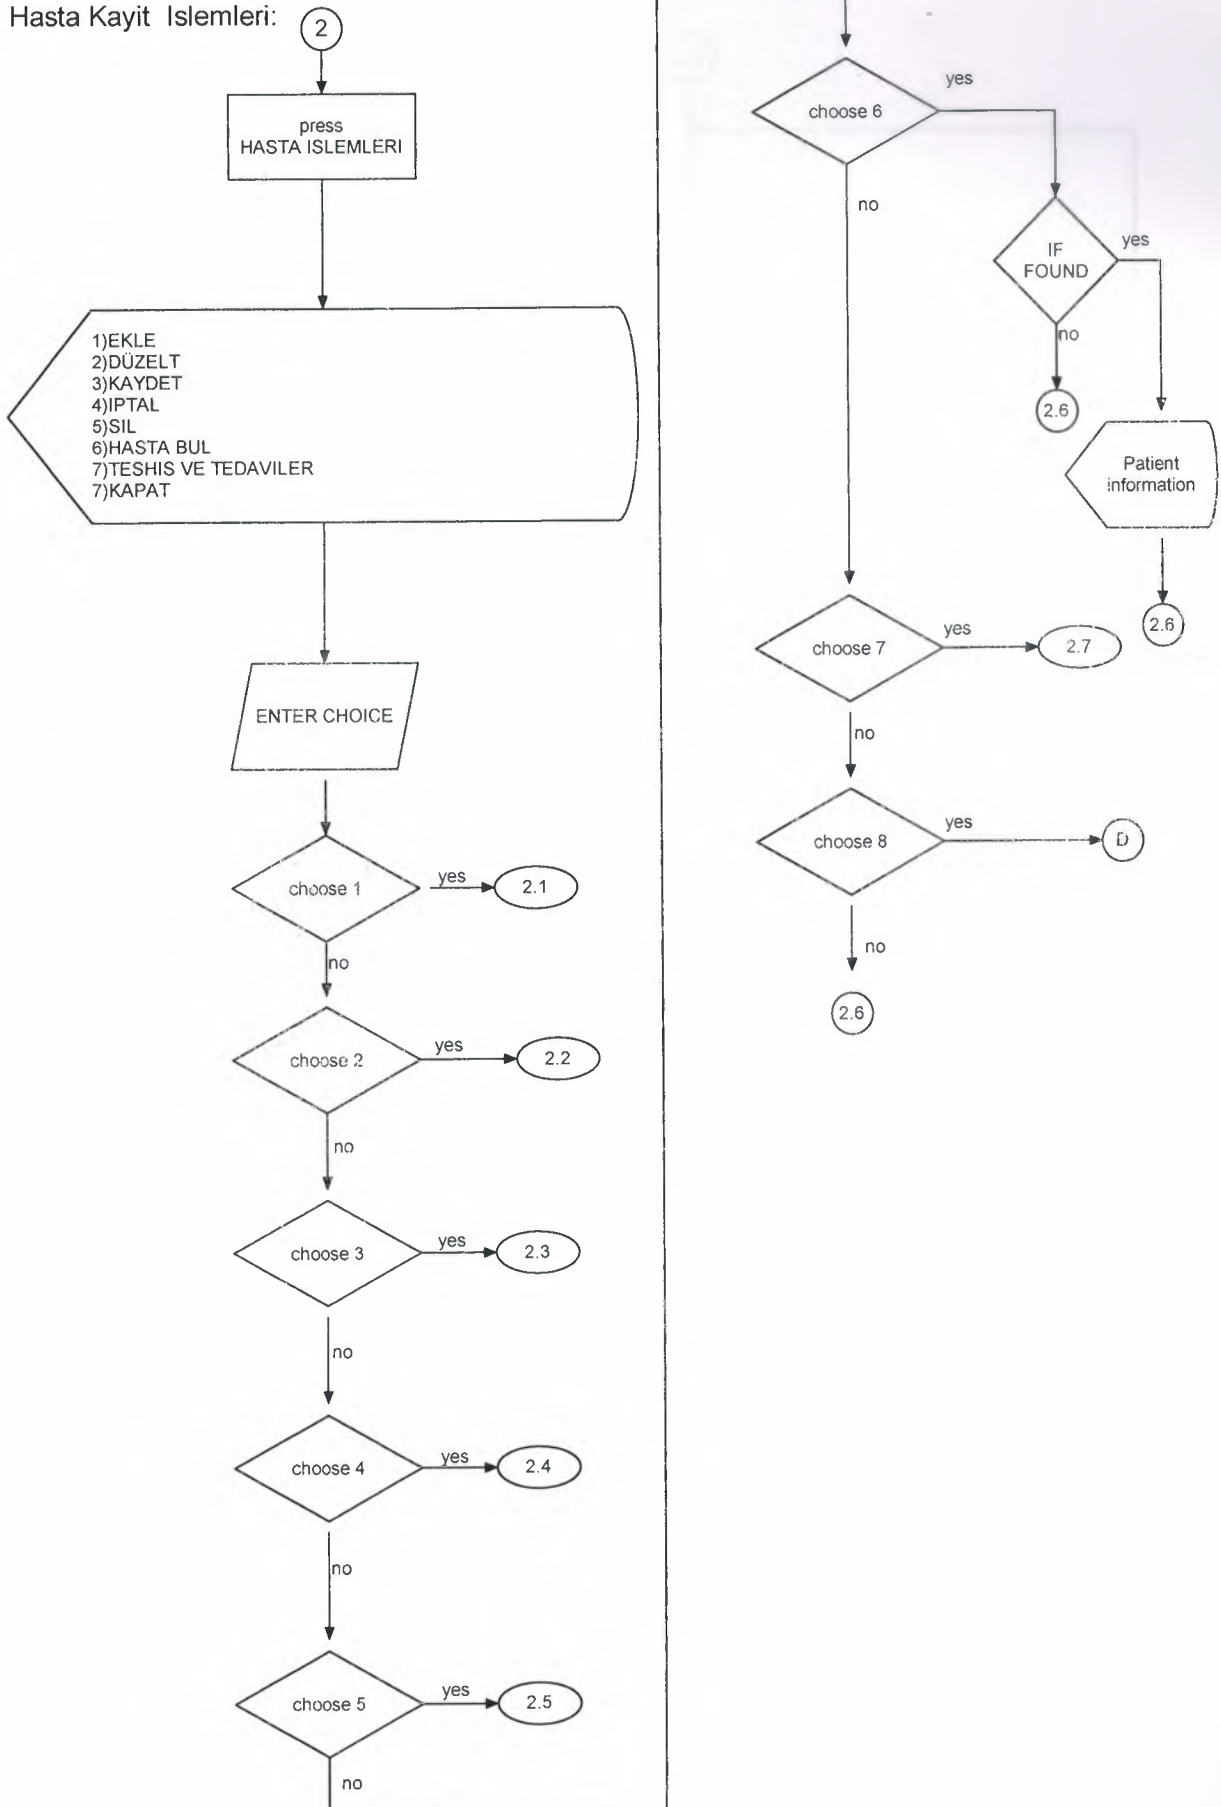 Hasta Kayit Islemleri:
2
press
HASTA ISLEMLERI
1)EKLE
2)DÜZELT
3)KAYDET
4)IPTAL
5)SIL
6)HASTA BUL
7)TESHIS VE TEDAVILER
7)KAPAT
ENTER CHOICE
choose 1
yes
2.1
no
choose 2
yes
2.2
no
choose 3
yes
2.3
no
choose 4
yes
2.4
no
choose 5
yes
2.5
no
choose 6
yes
no
IF
FOUND
yes
no
2.6
Patient
information
2.6
choose 7
yes
2.7
no
choose 8
yes
D
no
2.6